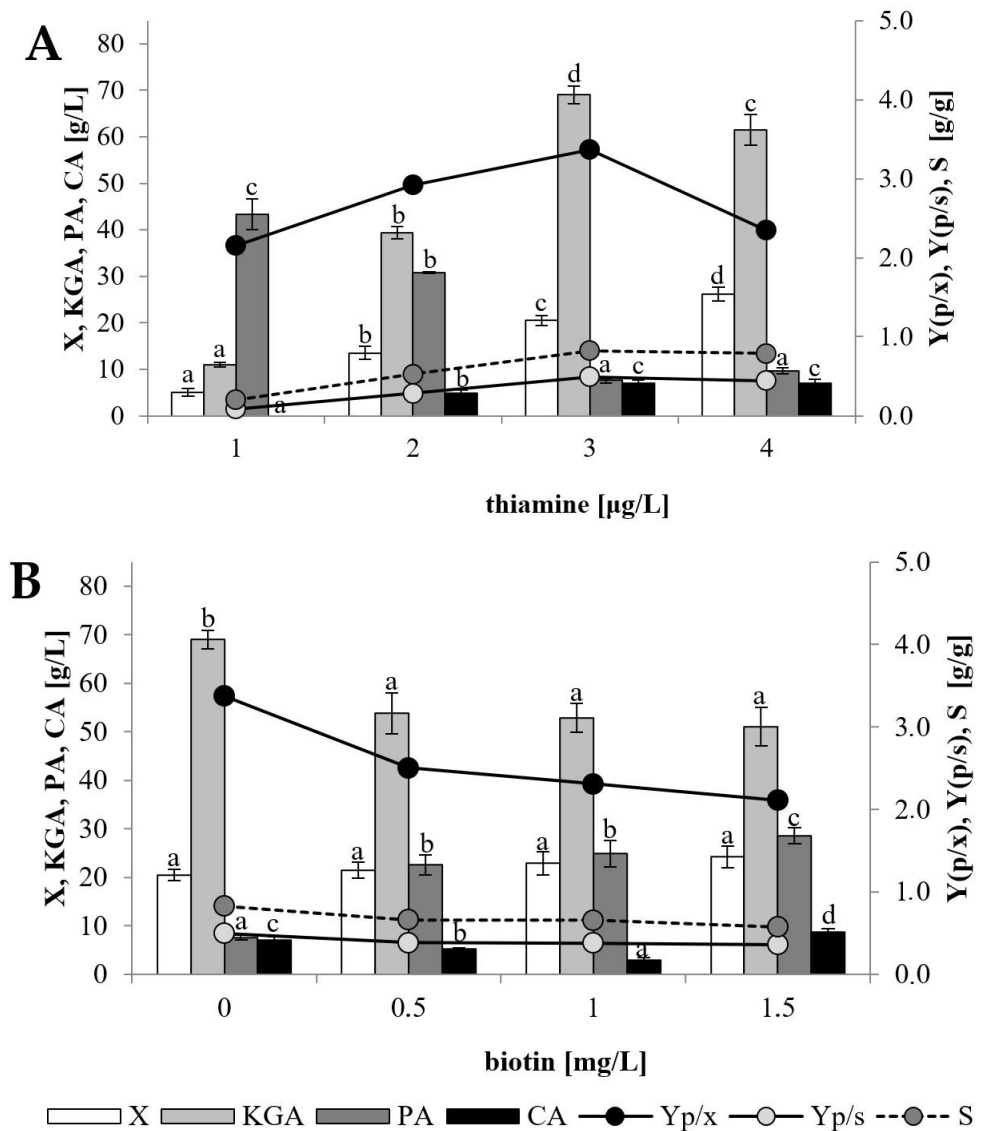 A
X, KGA, PA, CA [g/L]
80
70
60
50
40
30
20
10
0
a
a
c
a
b
b
b
b
c
d
a
c
d
c
a
c
5.0
4.0
3.0
2.0
1.0
0.0
Y(p/x), Y(p/s), S [g/g]
1 2 3 4
thiamine [µg/L]
B
X, KGA, PA, CA [g/L]
80
70
60
50
40
30
20
10
0
a
b
a
c
a
a
b
b
a
a
b
a
a
a
c
d
5.0
4.0
3.0
2.0
1.0
0.0
Y(p/x), Y(p/s), S [g/g]
0 0.5 1 1.5
biotin [mg/L]
X KGA PA CA Yp/x Yp/s S